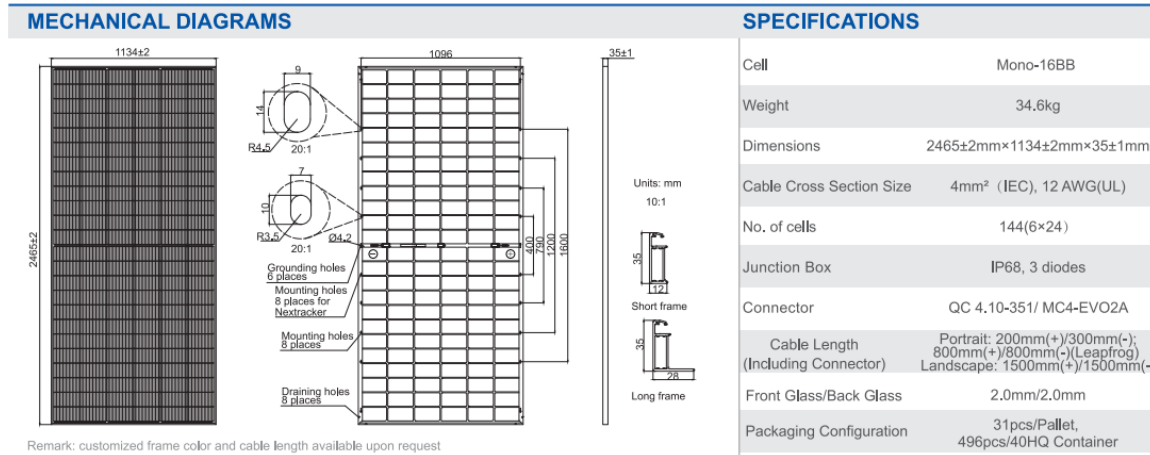 MECHANICAL DIAGRAMS
1134±2
2465±2
9
14
R4.5
20:1
7
10
R3.5
20:1
Ø4.2
Grounding holes
6 places
Mounting holes
8 places for
Nextracker
Mounting holes
8 places
Draining holes
8 places
1096
400
790
1200
1600
35±1
Units: mm
10:1
35
12
Short frame
35
28
Long frame
Remark: customized frame color and cable length available upon request
SPECIFICATIONS
Cell Mono-16BB
Weight 34.6kg
Dimensions 2465±2mm×1134±2mm×35±1mm
Cable Cross Section Size 4mm² (IEC), 12 AWG(UL)
No. of cells 144(6×24)
Junction Box IP68, 3 diodes
Connector QC 4.10-351/ MC4-EVO2A
Cable Length
(Including Connector)
Portrait: 200mm(+)/300mm(-);
800mm(+)/800mm(-)(Leapfrog)
Landscape: 1500mm(+)/1500mm(-
Front Glass/Back Glass 2.0mm/2.0mm
Packaging Configuration
31pcs/Pallet,
496pcs/40HQ Container